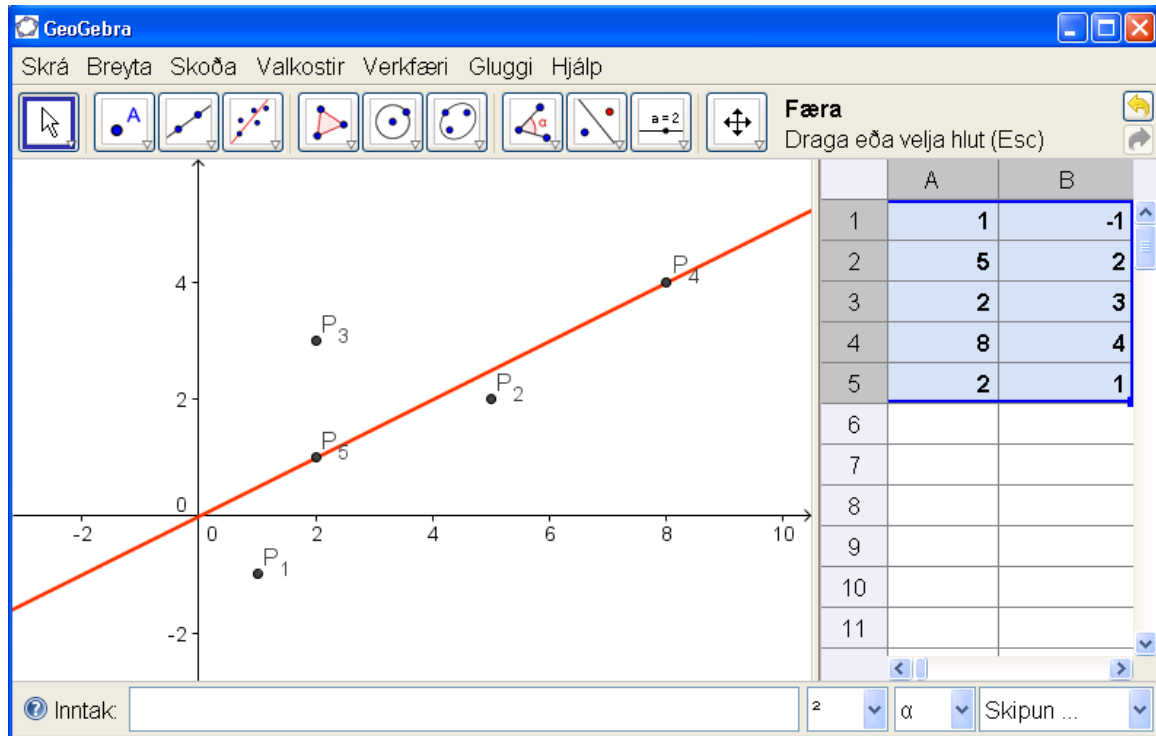 GeoGebra
Skrá Breyta Skoða Valkostir Verkfæri Gluggi Hjálp
A α a = 2
Færa
Draga eða velja hlut (Esc)
A B
1 1 -1
2 5 2
3 2 3
4 8 4
5 2 1
6
7
8
9
10
11
4
2
0
-2
-2 0 2 4 6 8 10
P4
P3
P2
P5
P1
Inntak: ² α Skipun ...